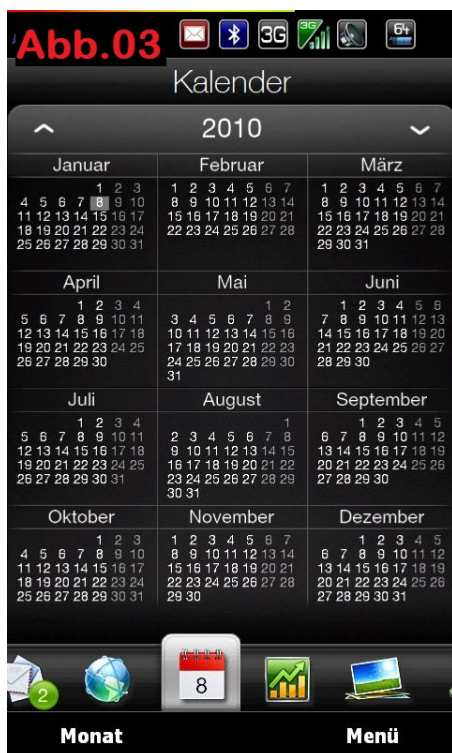 Abb.03
3G
3G
64
Kalender
2010
Januar Februar März
1 2 3 1 2 3 4 5 6 7 1 2 3 4 5 6 7
4 5 6 7 8 9 10 8 9 10 11 12 13 14 8 9 10 11 12 13 14
11 12 13 14 15 16 17 15 16 17 18 19 20 21 15 16 17 18 19 20 21
18 19 20 21 22 23 24 22 23 24 25 26 27 28 22 23 24 25 26 27 28
25 26 27 28 29 30 31 29 30 31
April Mai Juni
1 2 3 4 1 2 1 2 3 4 5 6
5 6 7 8 9 10 11 3 4 5 6 7 8 9 7 8 9 10 11 12 13
12 13 14 15 16 17 18 10 11 12 13 14 15 16 14 15 16 17 18 19 20
19 20 21 22 23 24 25 17 18 19 20 21 22 23 21 22 23 24 25 26 27
26 27 28 29 30 24 25 26 27 28 29 30 28 29 30
31
Juli August September
1 2 3 4 1 1 2 3 4 5
5 6 7 8 9 10 11 2 3 4 5 6 7 8 6 7 8 9 10 11 12
12 13 14 15 16 17 18 9 10 11 12 13 14 15 13 14 15 16 17 18 19
19 20 21 22 23 24 25 16 17 18 19 20 21 22 20 21 22 23 24 25 26
26 27 28 29 30 31 23 24 25 26 27 28 29 27 28 29 30
30 31
Oktober November Dezember
1 2 3 1 2 3 4 5 6 7 1 2 3 4 5
4 5 6 7 8 9 10 8 9 10 11 12 13 14 6 7 8 9 10 11 12
11 12 13 14 15 16 17 15 16 17 18 19 20 21 13 14 15 16 17 18 19
18 19 20 21 22 23 24 22 23 24 25 26 27 28 20 21 22 23 24 25 26
25 26 27 28 29 30 31 29 30 27 28 29 30 31
2
8
Monat Menü